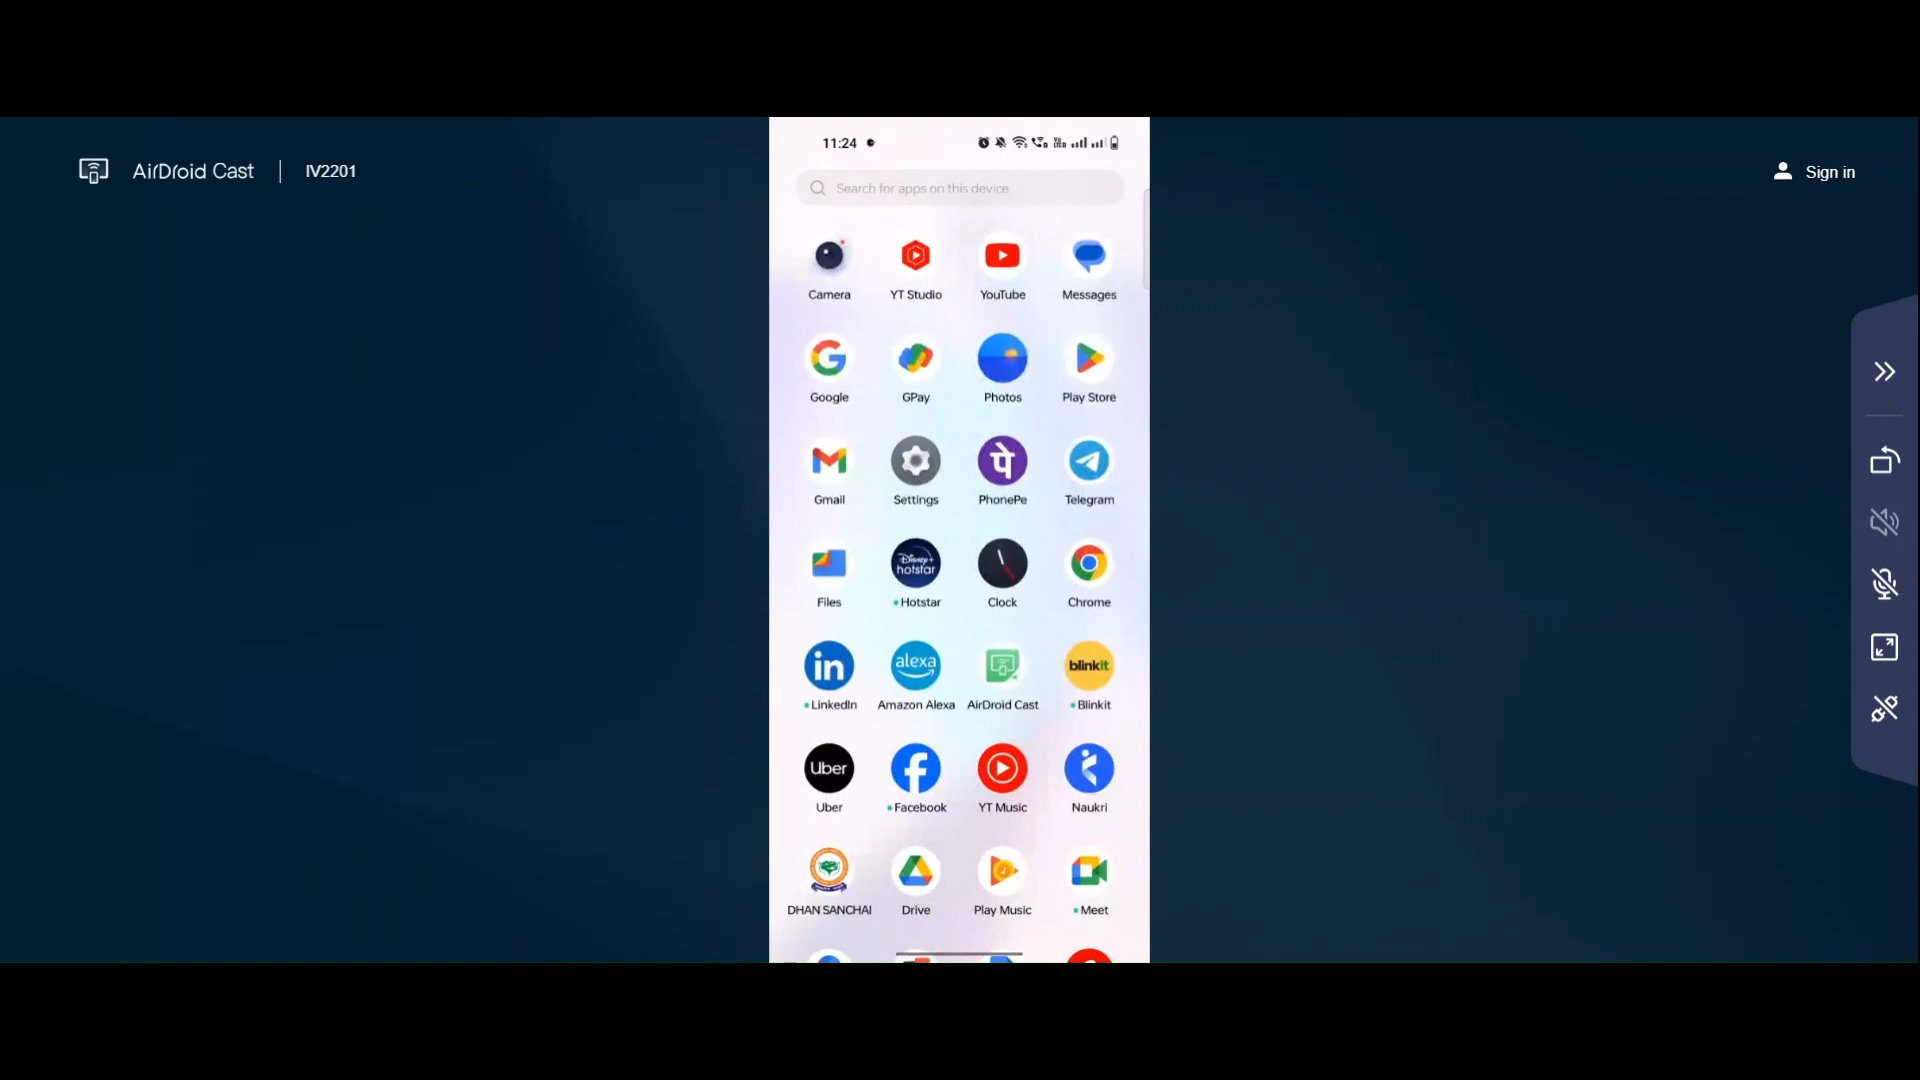 AirDroid Cast | IV2201
Sign in
11:24
Search for apps on this device
Camera YT Studio YouTube Messages
Google GPay Photos Play Store
पे
Gmail Settings PhonePe Telegram
Disney+ hotstar
Files Hotstar Clock Chrome
in alexa blinkit
LinkedIn Amazon Alexa AirDroid Cast Blinkit
Uber
Uber Facebook YT Music Naukri
DHAN SANCHAI Drive Play Music Meet